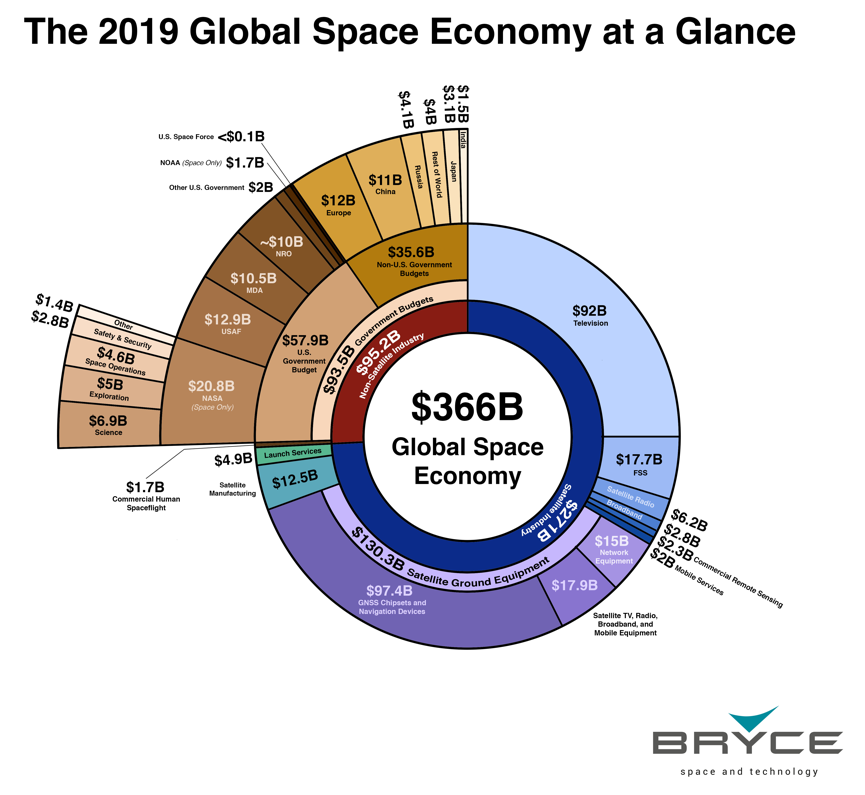 The 2019 Global Space Economy at a Glance
$366B
Global Space
Economy
$95.2B
Non-Satellite Industry
$271B
Satellite Industry
$93.5B Government Budgets
$35.6B
Non-U.S. Government
Budgets
$12B
Europe
$11B
China
$4.1B
Russia
$4B
Rest of World
$3.1B
Japan
$1.5B
India
$57.9B
U.S.
Government
Budget
U.S. Space Force <$0.1B
NOAA (Space Only) $1.7B
Other U.S. Government $2B
~$10B
NRO
$10.5B
MDA
$12.9B
USAF
$20.8B
NASA
(Space Only)
$1.4B
Other
$2.8B
Safety & Security
$4.6B
Space Operations
$5B
Exploration
$6.9B
Science
$1.7B
Commercial Human
Spaceflight
$4.9B
Launch Services
Satellite
Manufacturing
$12.5B
$130.3B Satellite Ground Equipment
$97.4B
GNSS Chipsets and
Navigation Devices
$17.9B
Satellite TV, Radio,
Broadband, and
Mobile Equipment
$15B
Network
Equipment
$92B
Television
$17.7B
FSS
Satellite Radio
$6.2B
Broadband
$2.8B
$2.3B Commercial Remote Sensing
$2B Mobile Services
BRYCE
space and technology